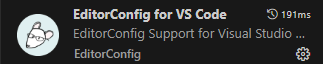 EditorConfig for VS Code 191ms
EditorConfig Support for Visual Studio ...
EditorConfig